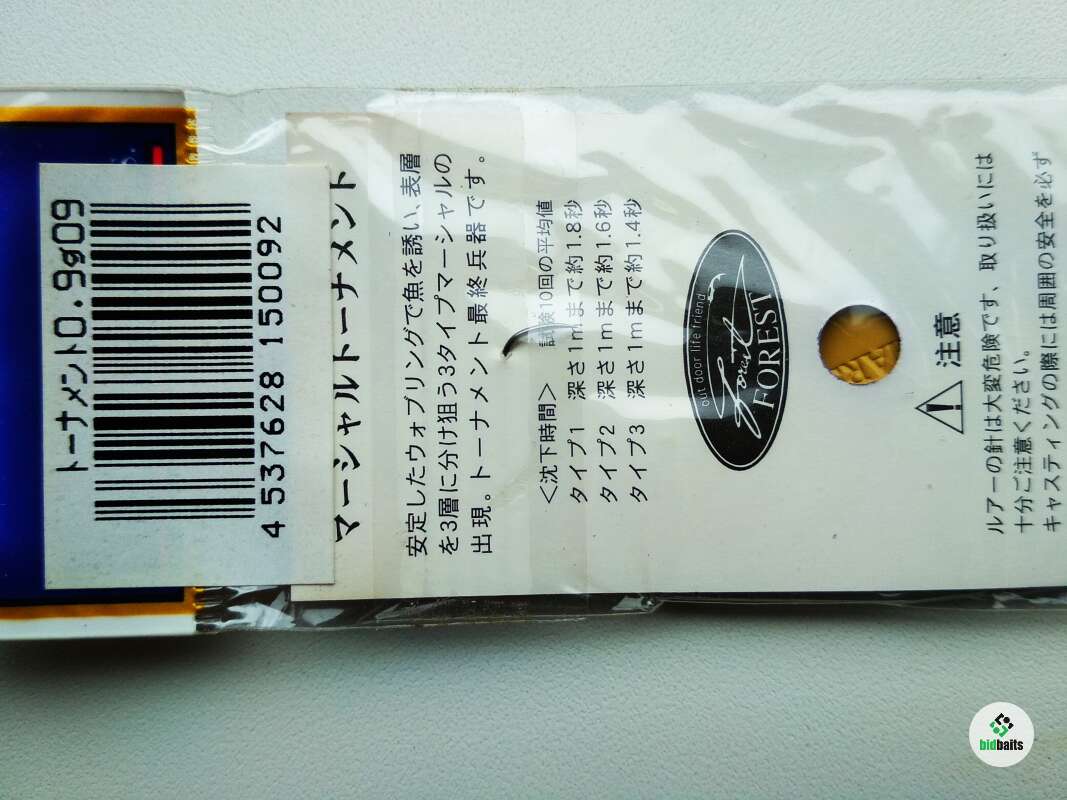 トーナメント0.9g09
4 537628 150092
マーシャルトーナメント
安定したウォブリングで魚を誘い、表層
を3層に分け狙う3タイプマーシャルの
出現。トーナメント最終兵器です。
＜沈下時間＞ 試験10回の平均値
タイプ1 深さ1mまで約1.8秒
タイプ2 深さ1mまで約1.6秒
タイプ3 深さ1mまで約1.4秒
out door life friend
Forest
FOREST
注意
ルアーの針は大変危険です、取り扱いには
十分ご注意ください。
キャスティングの際には周囲の安全を必ず
bidbaits